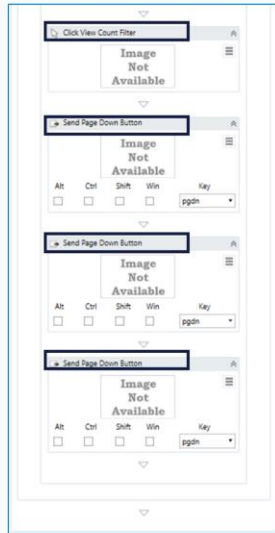 Click View Count Filter
Image
Not
Available
Send Page Down Button
Image
Not
Available
Alt Ctrl Shift Win Key
pgdn
Send Page Down Button
Image
Not
Available
Alt Ctrl Shift Win Key
pgdn
Send Page Down Button
Image
Not
Available
Alt Ctrl Shift Win Key
pgdn